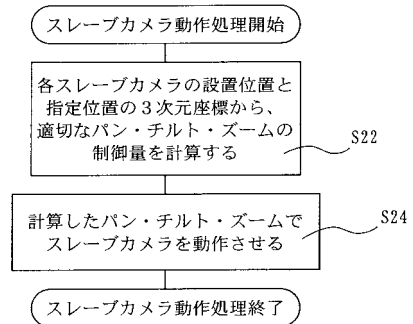 スレーブカメラ動作処理開始
各スレーブカメラの設置位置と
指定位置の3次元座標から、
適切なパン・チルト・ズームの
制御量を計算する
S22
計算したパン・チルト・ズームで
スレーブカメラを動作させる
S24
スレーブカメラ動作処理終了